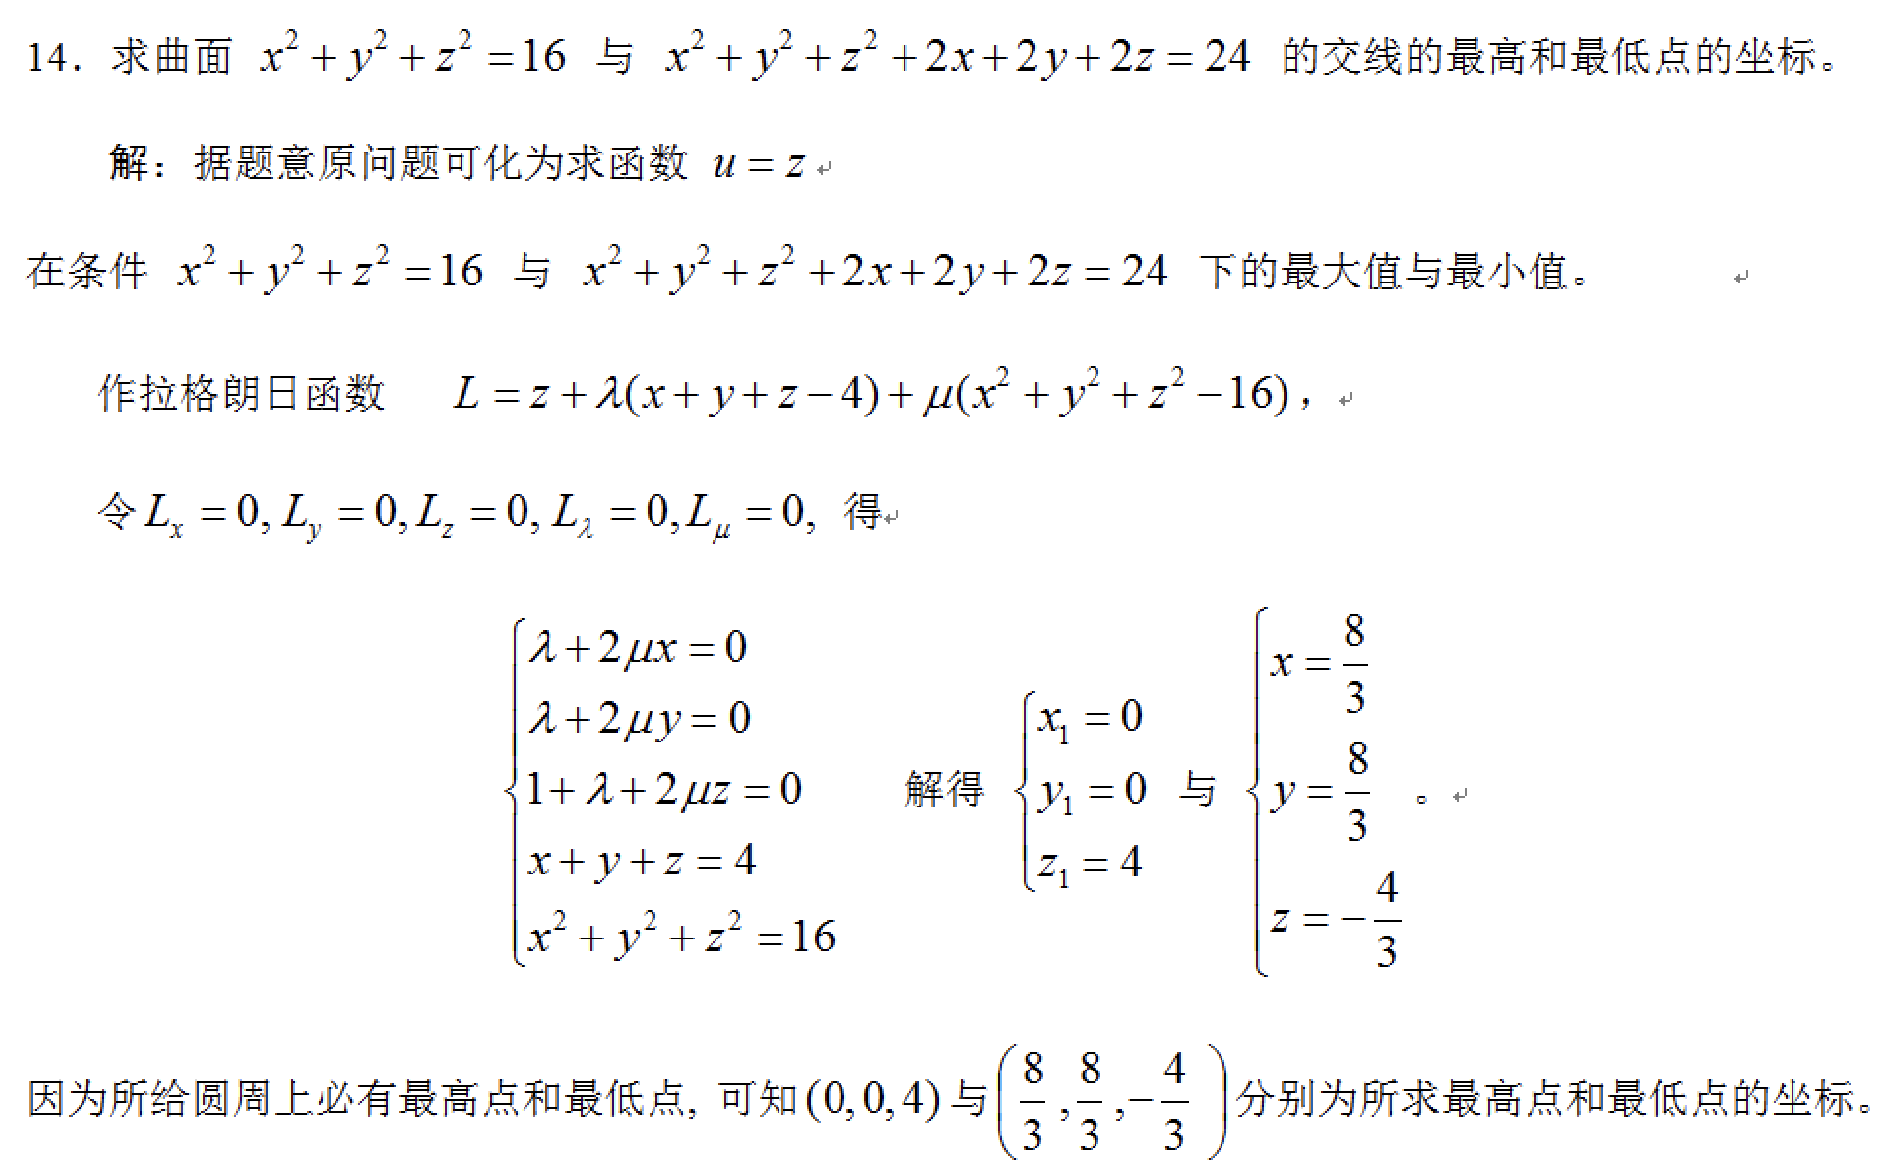 14. 求曲面 x² + y² + z² = 16 与 x² + y² + z² + 2x + 2y + 2z = 24 的交线的最高和最低点的坐标。
解：据题意原问题可化为求函数 u = z↵
在条件 x² + y² + z² = 16 与 x² + y² + z² + 2x + 2y + 2z = 24 下的最大值与最小值。 ↵
作拉格朗日函数 L = z + λ(x + y + z − 4) + μ(x² + y² + z² − 16)，↵
令 Lₓ = 0, L_y = 0, L_z = 0, L_λ = 0, L_μ = 0, 得↵
{ λ + 2μx = 0
λ + 2μy = 0
1 + λ + 2μz = 0
x + y + z = 4
x² + y² + z² = 16
解得 { x₁ = 0
y₁ = 0
z₁ = 4
与 { x = 8/3
y = 8/3
z = −4/3 。↵
因为所给圆周上必有最高点和最低点, 可知 (0, 0, 4) 与 (8/3, 8/3, −4/3) 分别为所求最高点和最低点的坐标。